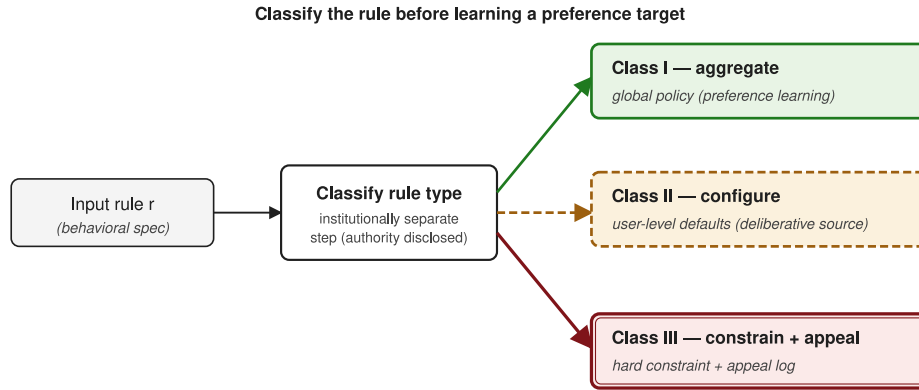 Classify the rule before learning a preference target
Class I — aggregate
global policy (preference learning)
Input rule r
(behavioral spec)
Classify rule type
institutionally separate
step (authority disclosed)
Class II — configure
user-level defaults (deliberative source)
Class III — constrain + appeal
hard constraint + appeal log